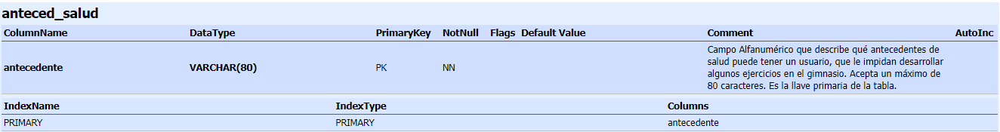 anteced_salud
ColumnName DataType PrimaryKey NotNull Flags Default Value Comment AutoInc
antecedente VARCHAR(80) PK NN Campo Alfanumérico que describe qué antecedentes de
salud puede tener un usuario, que le impidan desarrollar
algunos ejercicios en el gimnasio. Acepta un máximo de
80 caracteres. Es la llave primaria de la tabla.
IndexName IndexType Columns
PRIMARY PRIMARY antecedente